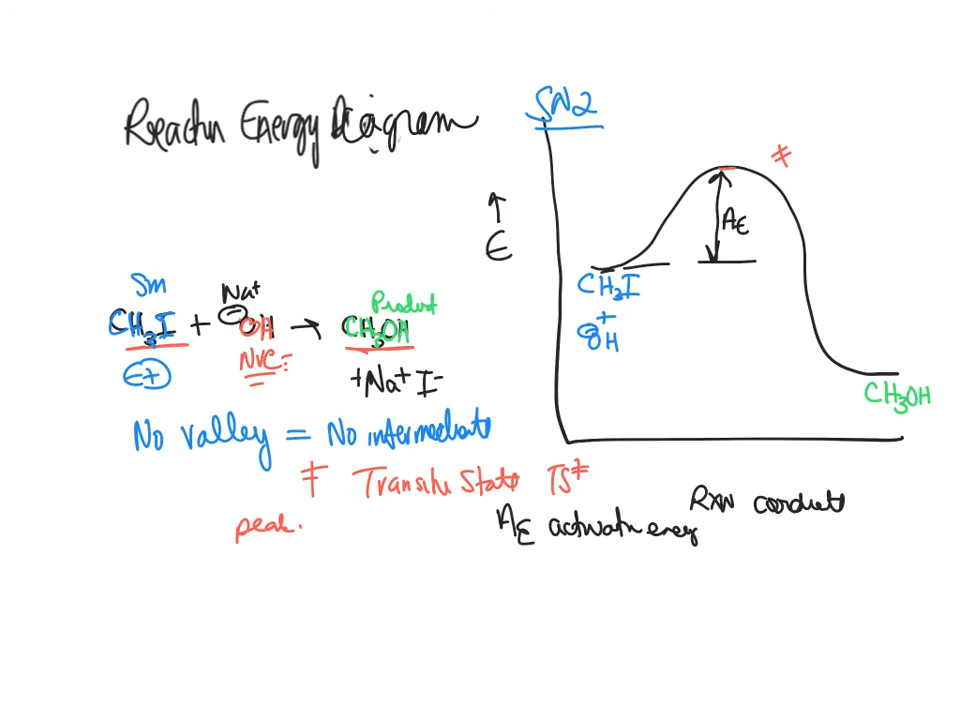 Reactn Energy Diagram
SN2
≠
↑
E
AE
Sm
CH3I + Na+ ⊖OH → CH3OH
Product
E+
NUC:
+Na+ I-
CH3I
+
⊖OH
CH3OH
No valley = No intermediate
‡ Transitn State TS‡
peak.
AE activatn energy
RXN coordinate